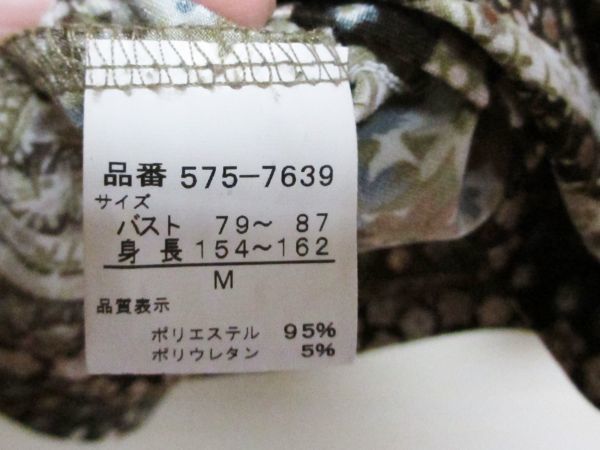 品番 575-7639
サイズ
バスト 79～ 87
身 長 154～162
M
品質表示
ポリエステル 95%
ポリウレタン 5%